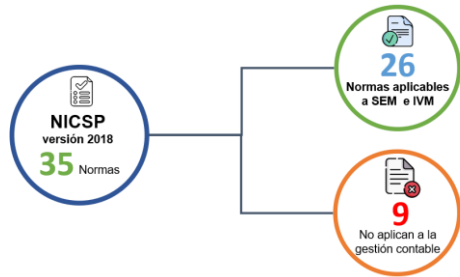 NICSP
versión 2018
35 Normas
26
Normas aplicables
a SEM e IVM
9
No aplican a la
gestión contable